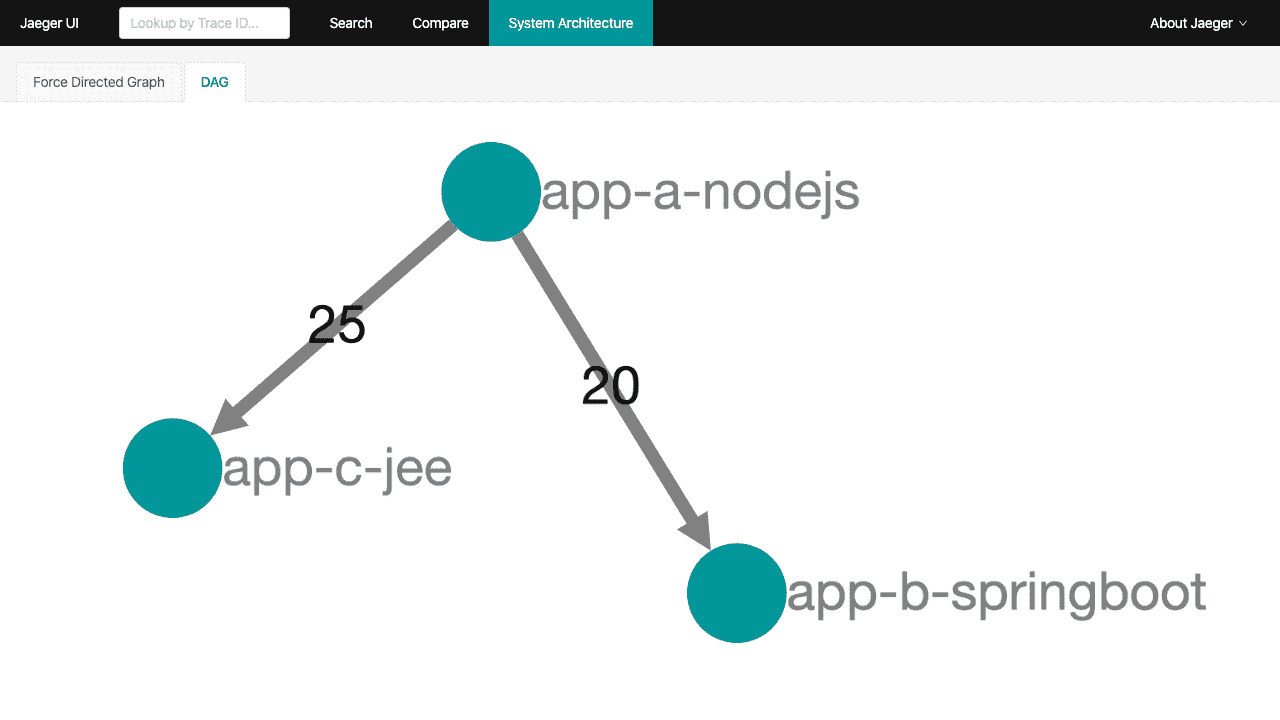 Jaeger UI
Lookup by Trace ID...
Search
Compare
System Architecture
About Jaeger
Force Directed Graph
DAG
app-a-nodejs
25
20
app-c-jee
app-b-springboot